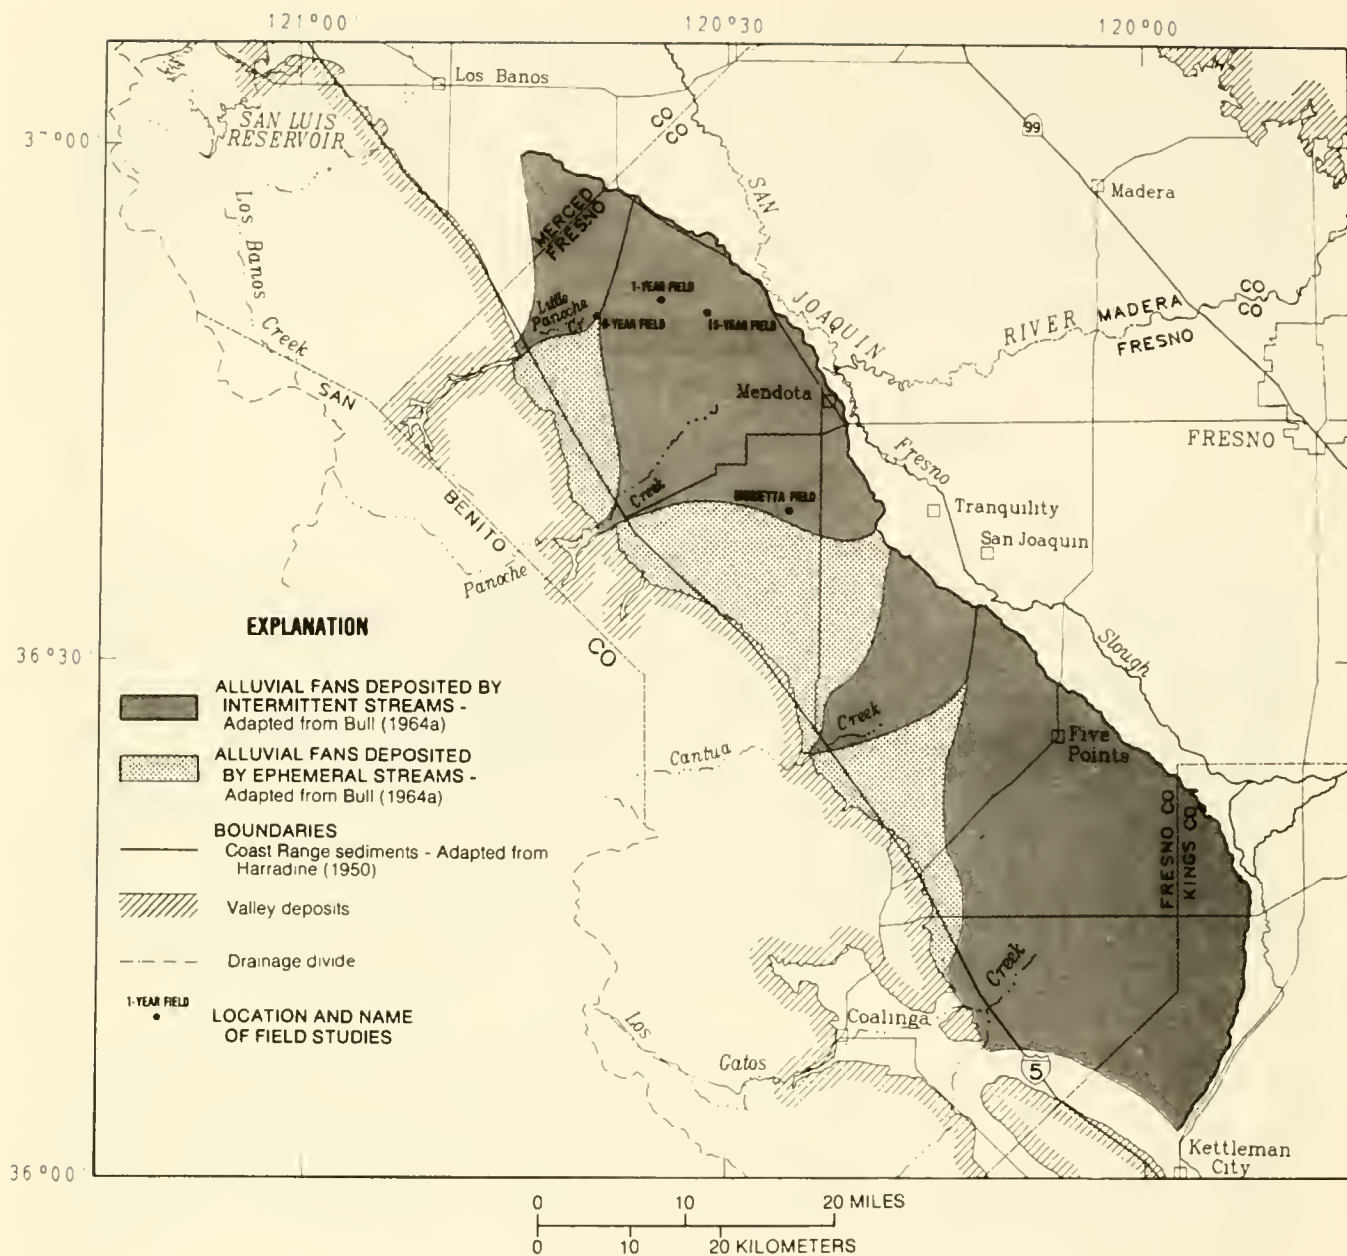 121°00'
120°30
120°00'
37°00'
36°30'
36°00'
Los Banos
SAN LUIS
RESERVOIR
Los Banos Creek
CO
CO
MERCED
FRESNO
SAN JOAQUIN RIVER
99
Madera
MADERA CO
FRESNO CO
Little
Panoche
Cr
1-YEAR FIELD
15-YEAR FIELD
Mendota
FRESNO
SAN BENITO CO
Panoche Creek
Fresno Slough
Tranquility
San Joaquin
Cantua Creek
Five
Points
FRESNO CO
KINGS CO
Los Gatos Creek
Coalinga
5
Kettleman
City
EXPLANATION
ALLUVIAL FANS DEPOSITED BY
INTERMITTENT STREAMS -
Adapted from Bull (1964a)
ALLUVIAL FANS DEPOSITED
BY EPHEMERAL STREAMS -
Adapted from Bull (1964a)
BOUNDARIES
Coast Range sediments - Adapted from
Harradine (1950)
Valley deposits
Drainage divide
1-YEAR FIELD
LOCATION AND NAME
OF FIELD STUDIES
0 10 20 MILES
0 10 20 KILOMETERS